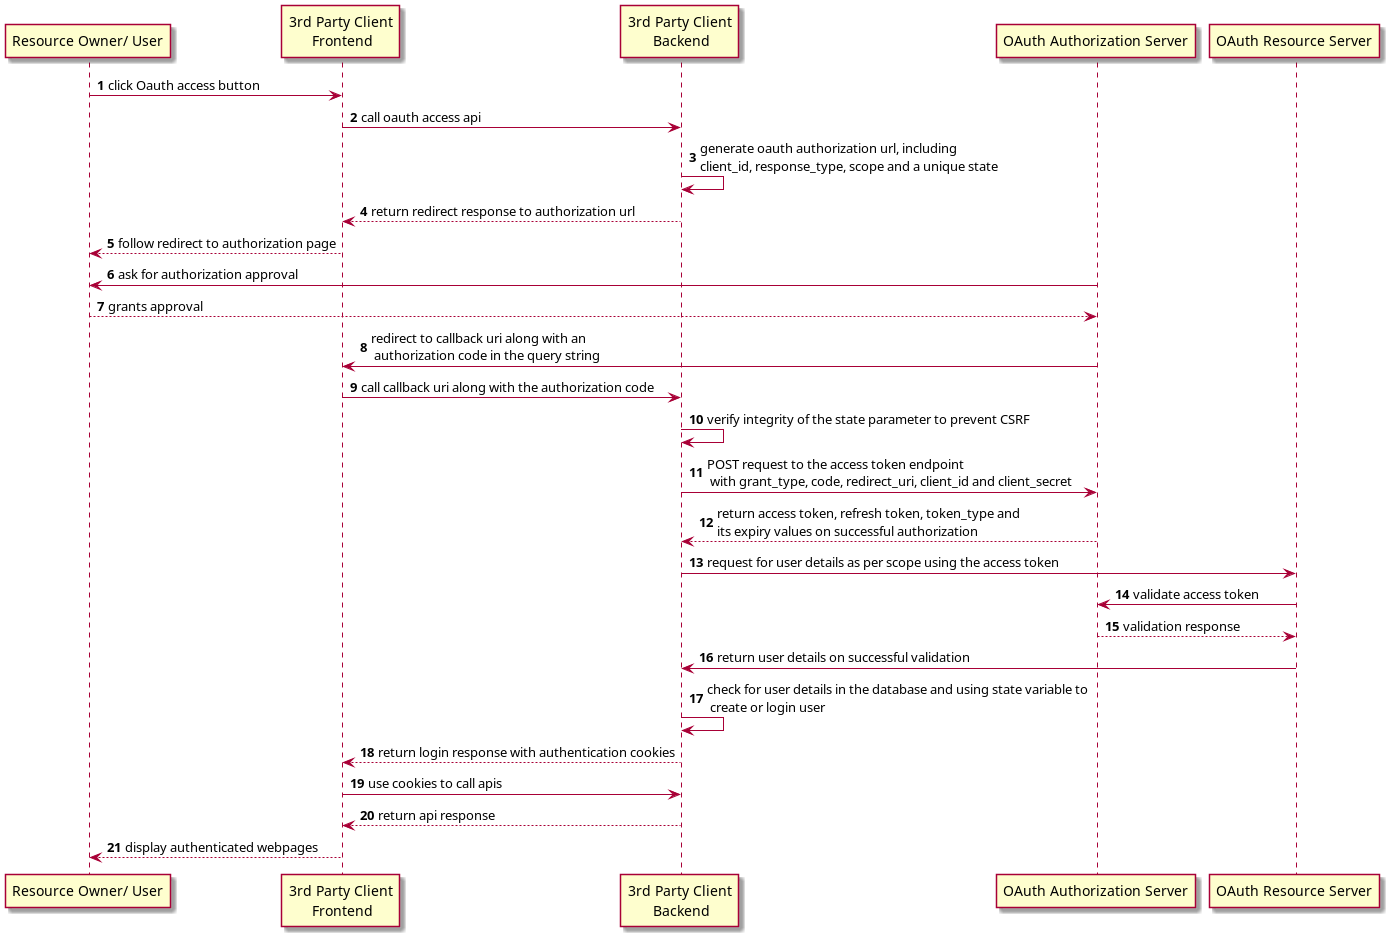 Resource Owner/ User
3rd Party Client
Frontend
3rd Party Client
Backend
OAuth Authorization Server
OAuth Resource Server
1 click Oauth access button
2 call oauth access api
3 generate oauth authorization url, including
client_id, response_type, scope and a unique state
4 return redirect response to authorization url
5 follow redirect to authorization page
6 ask for authorization approval
7 grants approval
8 redirect to callback uri along with an
authorization code in the query string
9 call callback uri along with the authorization code
10 verify integrity of the state parameter to prevent CSRF
11 POST request to the access token endpoint
with grant_type, code, redirect_uri, client_id and client_secret
12 return access token, refresh token, token_type and
its expiry values on successful authorization
13 request for user details as per scope using the access token
14 validate access token
15 validation response
16 return user details on successful validation
17 check for user details in the database and using state variable to
create or login user
18 return login response with authentication cookies
19 use cookies to call apis
20 return api response
21 display authenticated webpages
Resource Owner/ User
3rd Party Client
Frontend
3rd Party Client
Backend
OAuth Authorization Server
OAuth Resource Server